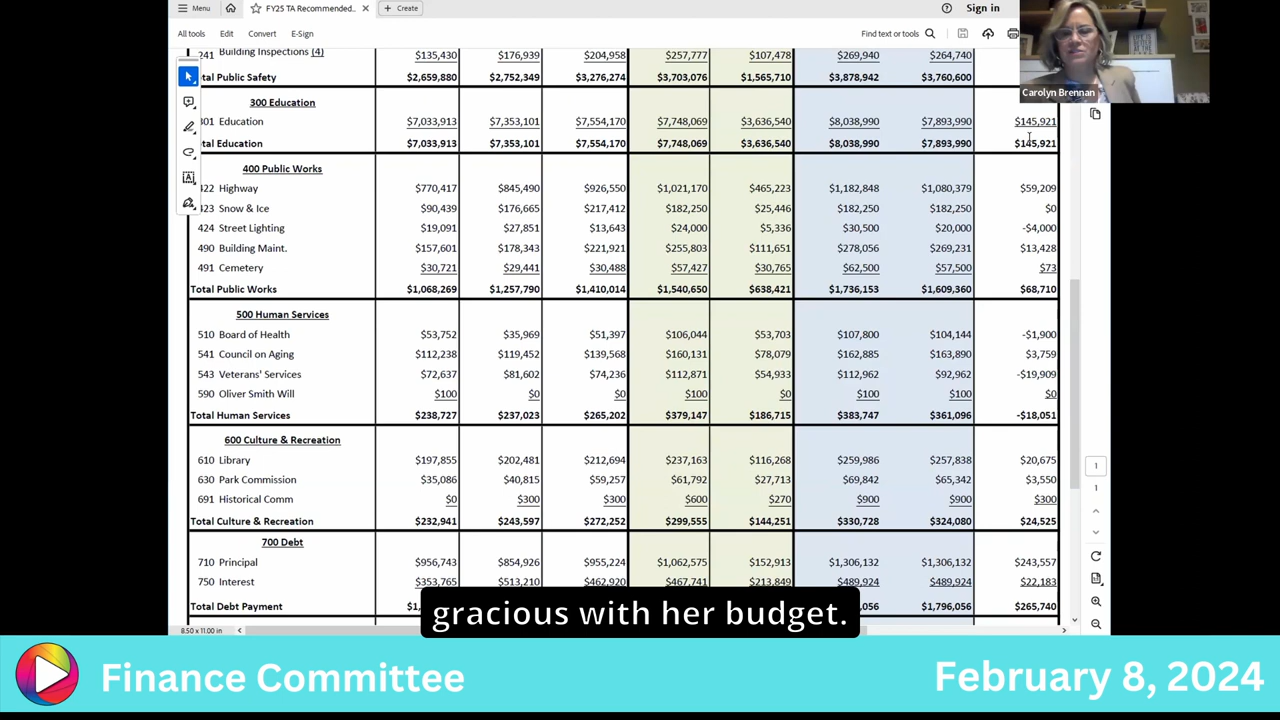 Menu FY25 TA Recommended... × + Create Sign in
All tools Edit Convert E-Sign Find text or tools
241 Building Inspections (4) $135,430 $176,939 $204,958 $257,777 $107,478 $269,940 $264,740
Total Public Safety $2,659,880 $2,752,349 $3,276,274 $3,703,076 $1,565,710 $3,878,942 $3,760,600
Carolyn Brennan
300 Education
301 Education $7,033,913 $7,353,101 $7,554,170 $7,748,069 $3,636,540 $8,038,990 $7,893,990 $145,921
Total Education $7,033,913 $7,353,101 $7,554,170 $7,748,069 $3,636,540 $8,038,990 $7,893,990 $145,921
400 Public Works
422 Highway $770,417 $845,490 $926,550 $1,021,170 $465,223 $1,182,848 $1,080,379 $59,209
423 Snow & Ice $90,439 $176,665 $217,412 $182,250 $25,446 $182,250 $182,250 $0
424 Street Lighting $19,091 $27,851 $13,643 $24,000 $5,336 $30,500 $20,000 -$4,000
490 Building Maint. $157,601 $178,343 $221,921 $255,803 $111,651 $278,056 $269,231 $13,428
491 Cemetery $30,721 $29,441 $30,488 $57,427 $30,765 $62,500 $57,500 $73
Total Public Works $1,068,269 $1,257,790 $1,410,014 $1,540,650 $638,421 $1,736,153 $1,609,360 $68,710
500 Human Services
510 Board of Health $53,752 $35,969 $51,397 $106,044 $53,703 $107,800 $104,144 -$1,900
541 Council on Aging $112,238 $119,452 $139,568 $160,131 $78,079 $162,885 $163,890 $3,759
543 Veterans' Services $72,637 $81,602 $74,236 $112,871 $54,933 $112,962 $92,962 -$19,909
590 Oliver Smith Will $100 $0 $0 $100 $0 $100 $100 $0
Total Human Services $238,727 $237,023 $265,202 $379,147 $186,715 $383,747 $361,096 -$18,051
600 Culture & Recreation
610 Library $197,855 $202,481 $212,694 $237,163 $116,268 $259,986 $257,838 $20,675
630 Park Commission $35,086 $40,815 $59,257 $61,792 $27,713 $69,842 $65,342 $3,550
691 Historical Comm $0 $300 $300 $600 $270 $900 $900 $300
Total Culture & Recreation $232,941 $243,597 $272,252 $299,555 $144,251 $330,728 $324,080 $24,525
700 Debt
710 Principal $956,743 $854,926 $955,224 $1,062,575 $152,913 $1,306,132 $1,306,132 $243,557
750 Interest $353,765 $513,210 $462,920 $467,741 $213,849 $489,924 $489,924 $22,183
Total Debt Payment $1, 056 $1,796,056 $265,740
1
1
gracious with her budget.
8.50 x 11.00 in
Finance Committee
February 8, 2024